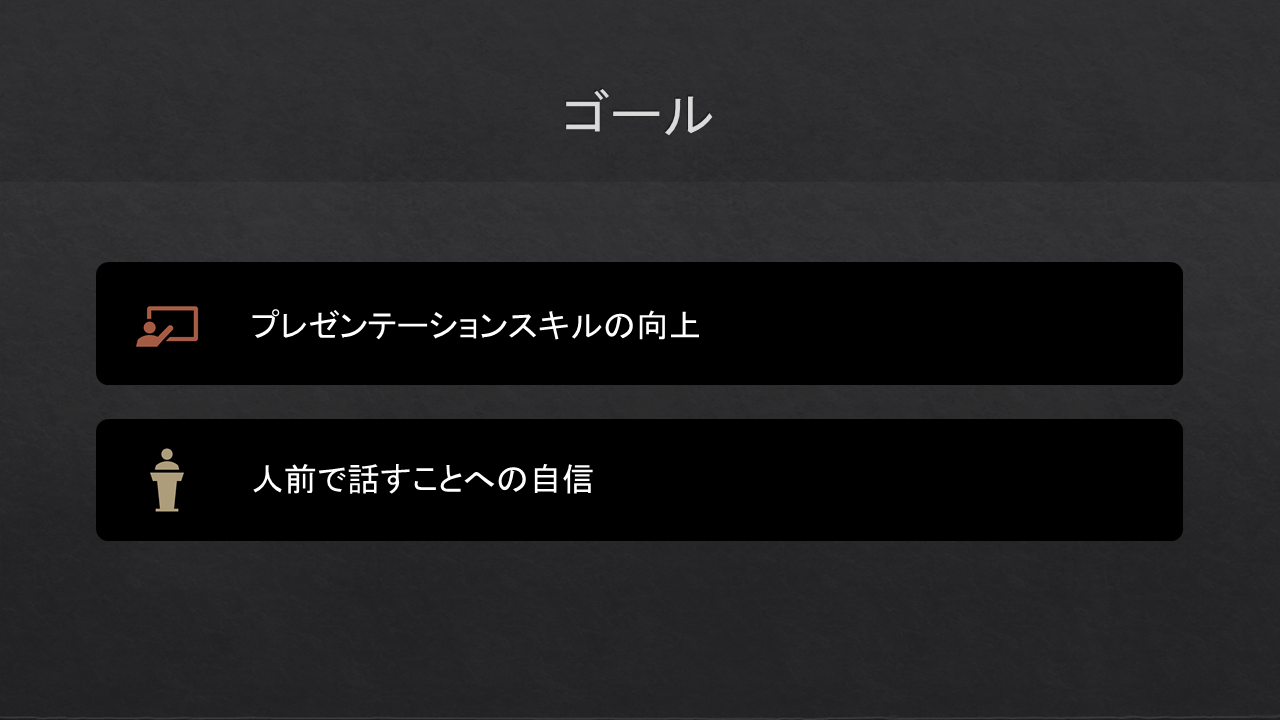 ゴール
プレゼンテーションスキルの向上
人前で話すことへの自信